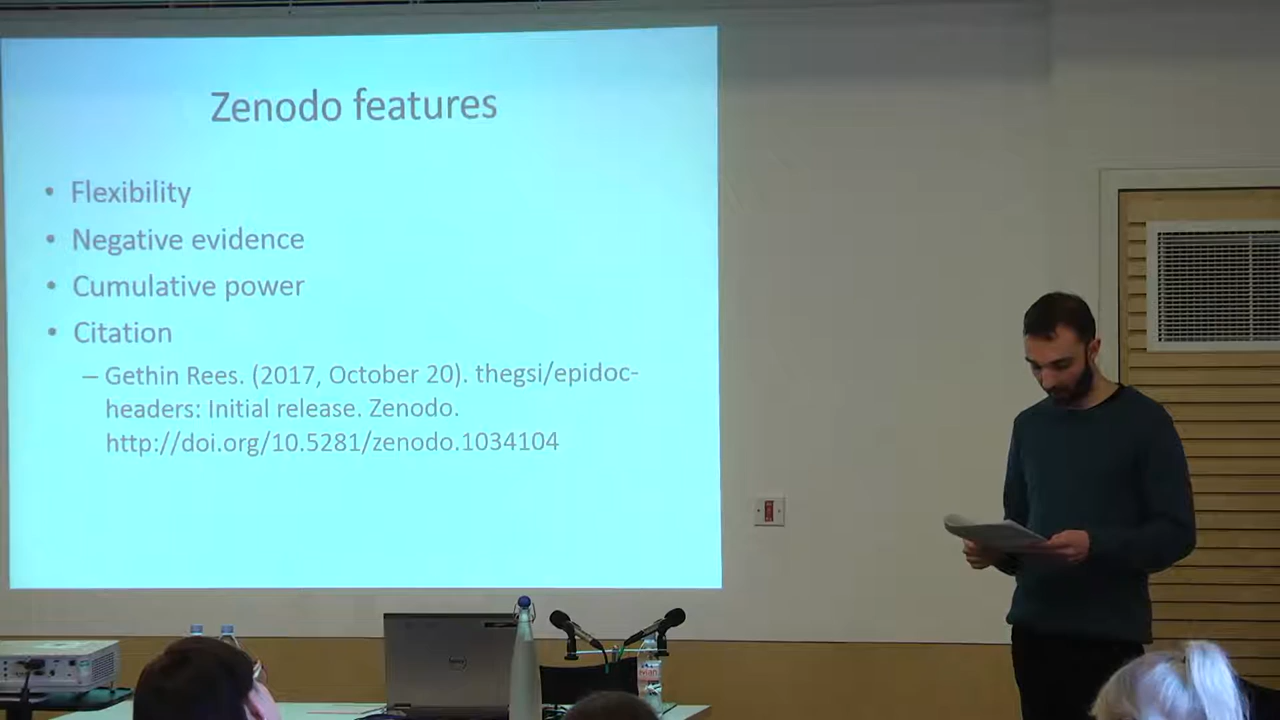 Zenodo features
• Flexibility
• Negative evidence
• Cumulative power
• Citation
– Gethin Rees. (2017, October 20). thegsi/epidoc-
headers: Initial release. Zenodo.
http://doi.org/10.5281/zenodo.1034104
DELL